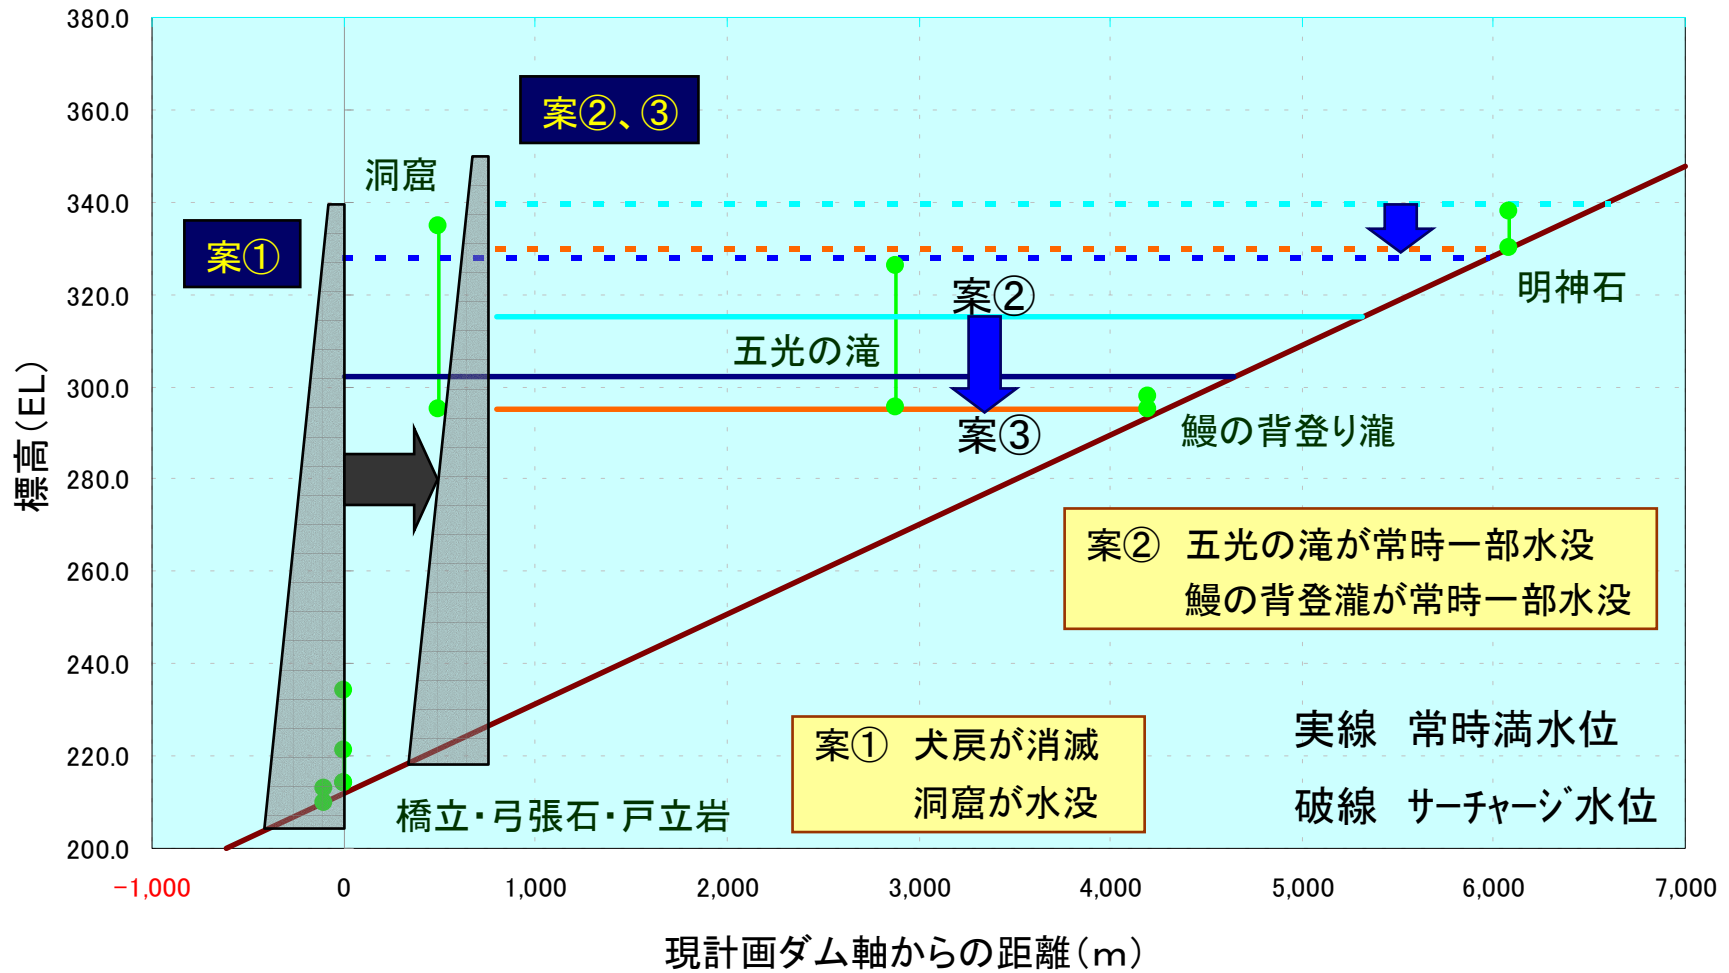 380.0
360.0
340.0
320.0
300.0
280.0
260.0
240.0
220.0
200.0
標高(EL)
案②、③
洞窟
案①
案②
明神石
五光の滝
案③
鰻の背登り瀧
案② 五光の滝が常時一部水没
鰻の背登瀧が常時一部水没
案① 犬戻が消滅
洞窟が水没
実線 常時満水位
破線 サーチャージ水位
橋立・弓張石・戸立岩
-1,000
0
1,000
2,000
3,000
4,000
5,000
6,000
7,000
現計画ダム軸からの距離(m)